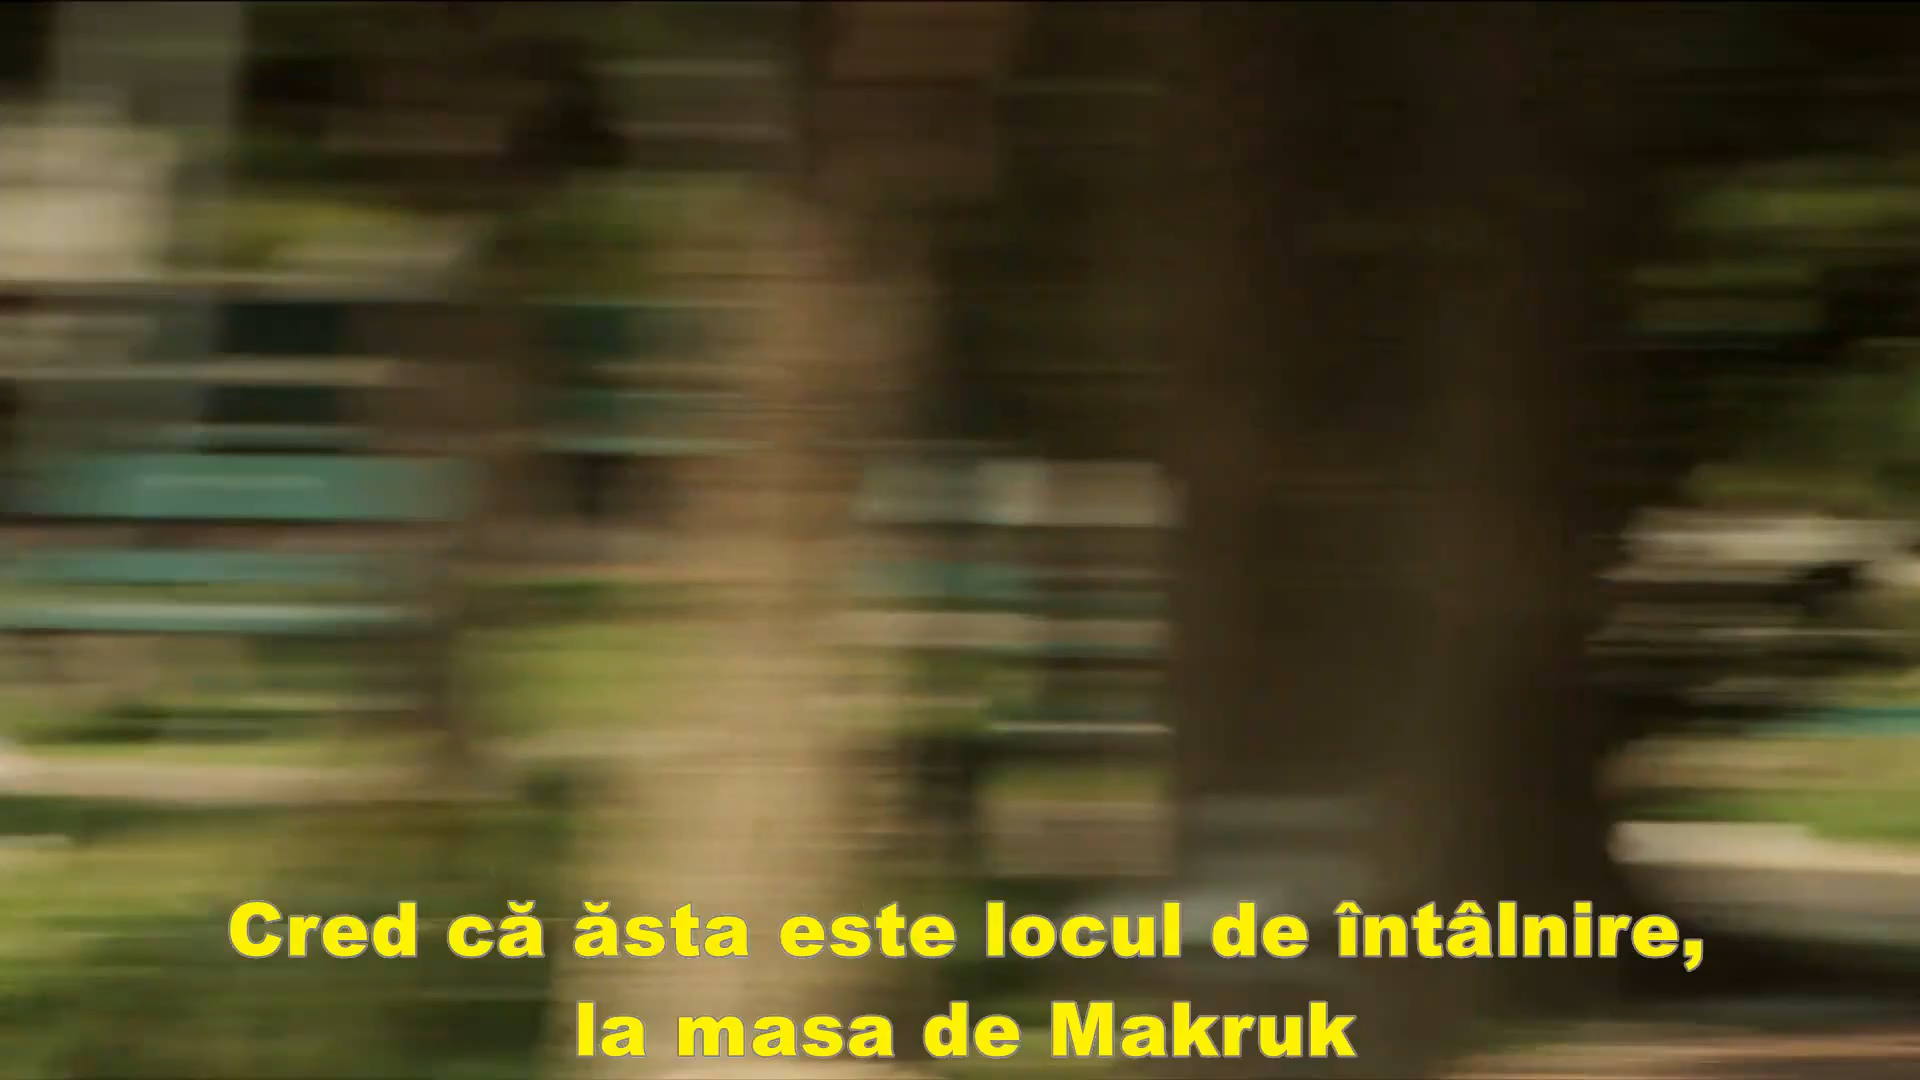 Cred că ăsta este locul de întâlnire,
la masa de Makruk